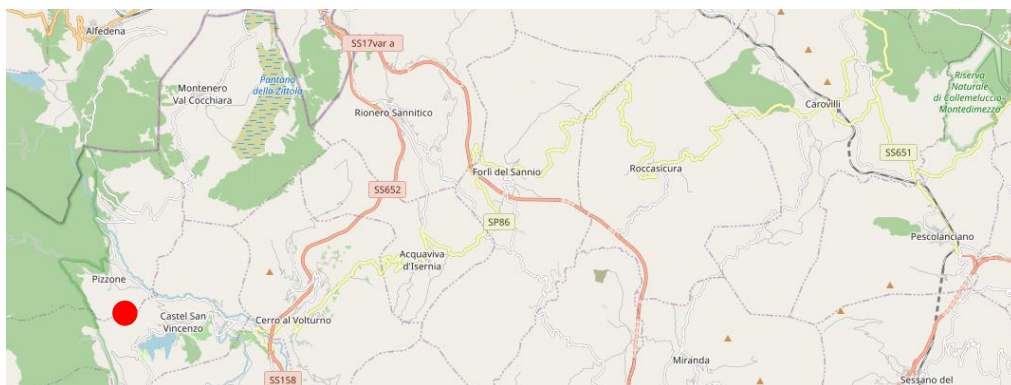 Alfedena
SS17var a
Montenero
Val Cocchiara
Pantano
della Zittola
Rionero Sannitico
Riserva
Naturale
di Collemeluccio
Montedimezzo
Carovilli
SS651
Forlì del Sannio
Roccasicura
SS652
SP86
Pescolanciano
Acquaviva
d'Isernia
Pizzone
Castel San
Vincenzo
Cerro al Volturno
Miranda
SS158
Sessano del